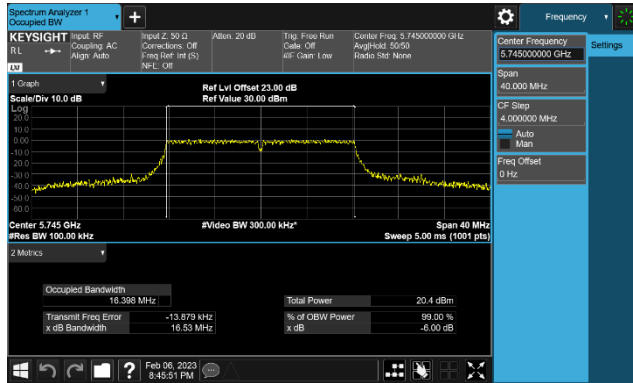 Spectrum Analyzer 1
Occupied BW
Frequency
KEYSIGHT
RL
LXI
Input: RF
Coupling: AC
Align: Auto
Input Z: 50 Ω
Corrections: Off
Freq Ref: Int (S)
NFE: Off
Atten: 20 dB
Trig: Free Run
Gate: Off
#IF Gain: Low
Center Freq: 5.745000000 GHz
Avg|Hold: 50/50
Radio Std: None
Center Frequency
5.745000000 GHz
Settings
Span
40.000 MHz
CF Step
4.000000 MHz
Auto
Man
Freq Offset
0 Hz
1 Graph
Scale/Div 10.0 dB
Ref Lvl Offset 23.00 dB
Ref Value 30.00 dBm
Log
20.0
10.0
0.00
-10.0
-20.0
-30.0
-40.0
-50.0
-60.0
Center 5.745 GHz
#Video BW 300.00 kHz*
Span 40 MHz
#Res BW 100.00 kHz
Sweep 5.00 ms (1001 pts)
2 Metrics
Occupied Bandwidth
16.398 MHz
Total Power 20.4 dBm
Transmit Freq Error -13.879 kHz
% of OBW Power 99.00 %
x dB Bandwidth 16.53 MHz
x dB -6.00 dB
?
Feb 06, 2023
8:45:51 PM